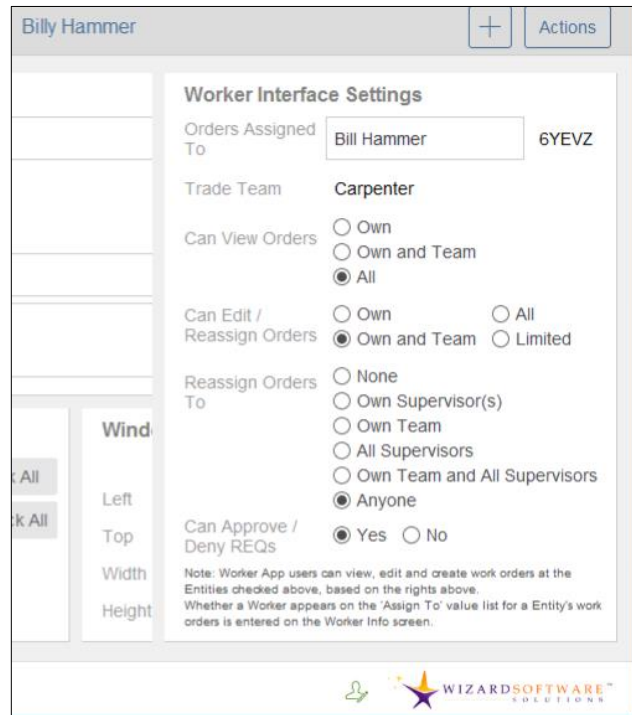 Billy Hammer
Actions
Worker Interface Settings
Orders Assigned
To
Bill Hammer
6YEVZ
Trade Team
Carpenter
Can View Orders
Own
Own and Team
All
Can Edit /
Reassign Orders
Own
All
Own and Team
Limited
Reassign Orders
To
None
Own Supervisor(s)
Own Team
All Supervisors
Own Team and All Supervisors
Anyone
Can Approve /
Deny REQs
Yes
No
Note: Worker App users can view, edit and create work orders at the
Entities checked above, based on the rights above.
Whether a Worker appears on the 'Assign To' value list for a Entity's work
orders is entered on the Worker Info screen.
All
All
Left
Top
Width
Height
WIZARDSOFTWARE™
SOLUTIONS